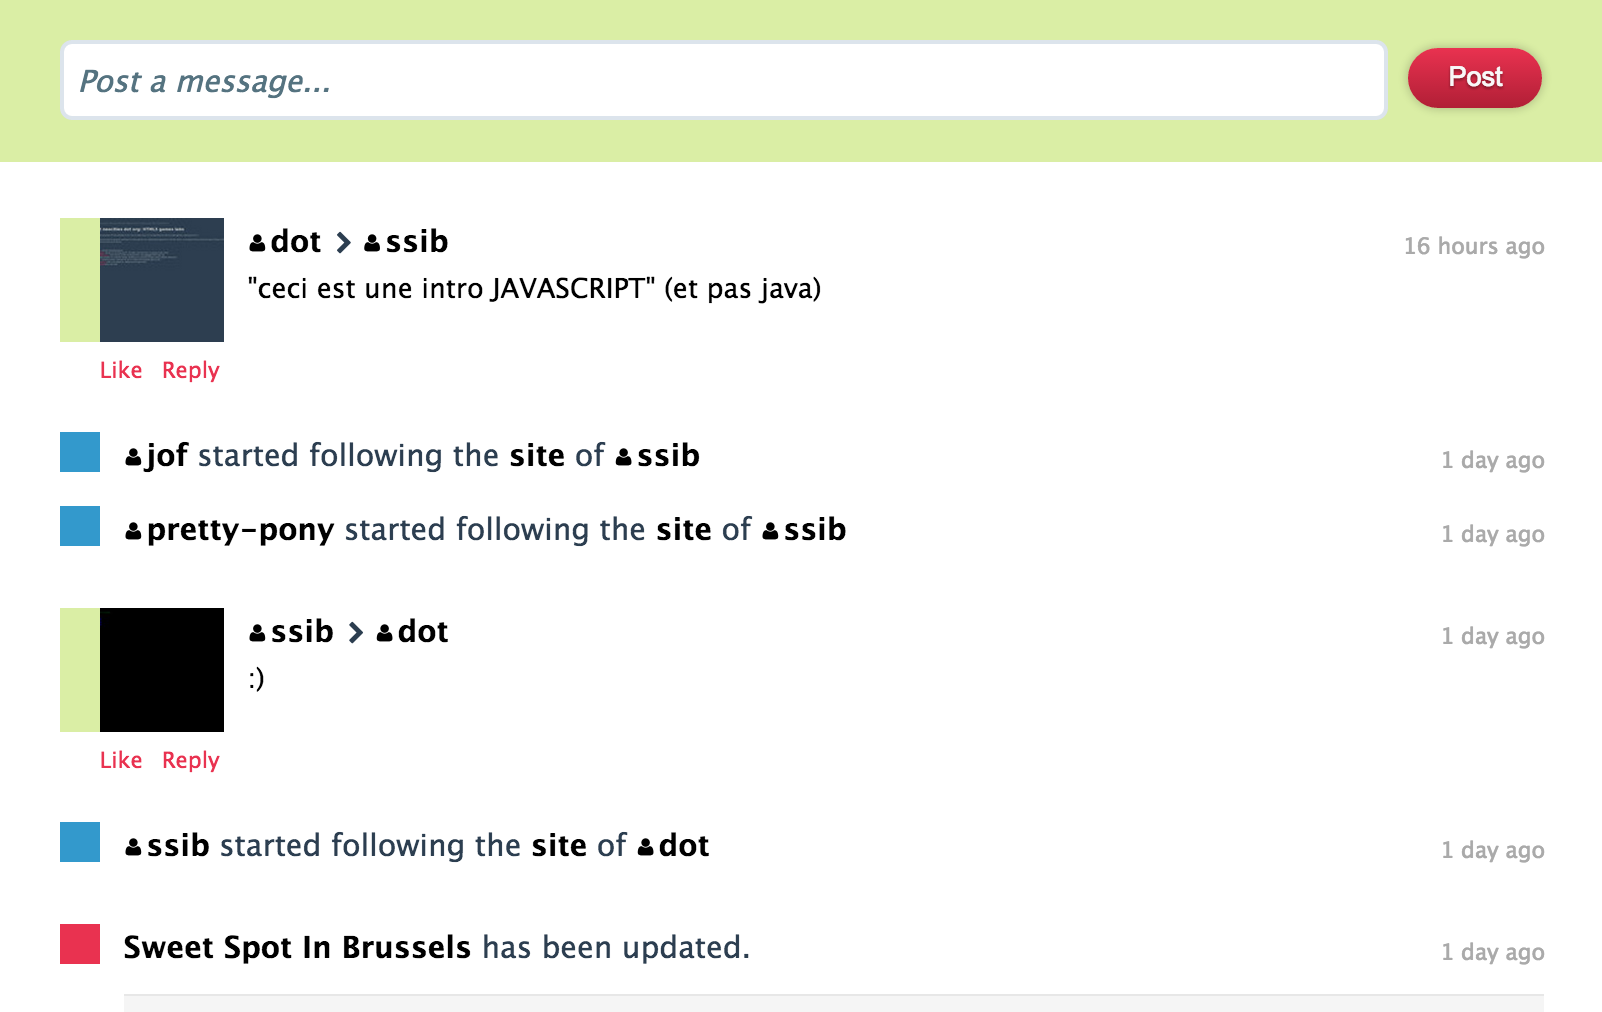 Post a message...
Post
dot > ssib
16 hours ago
"ceci est une intro JAVASCRIPT" (et pas java)
Like Reply
jof started following the site of ssib
1 day ago
pretty-pony started following the site of ssib
1 day ago
ssib > dot
1 day ago
:)
Like Reply
ssib started following the site of dot
1 day ago
Sweet Spot In Brussels has been updated.
1 day ago